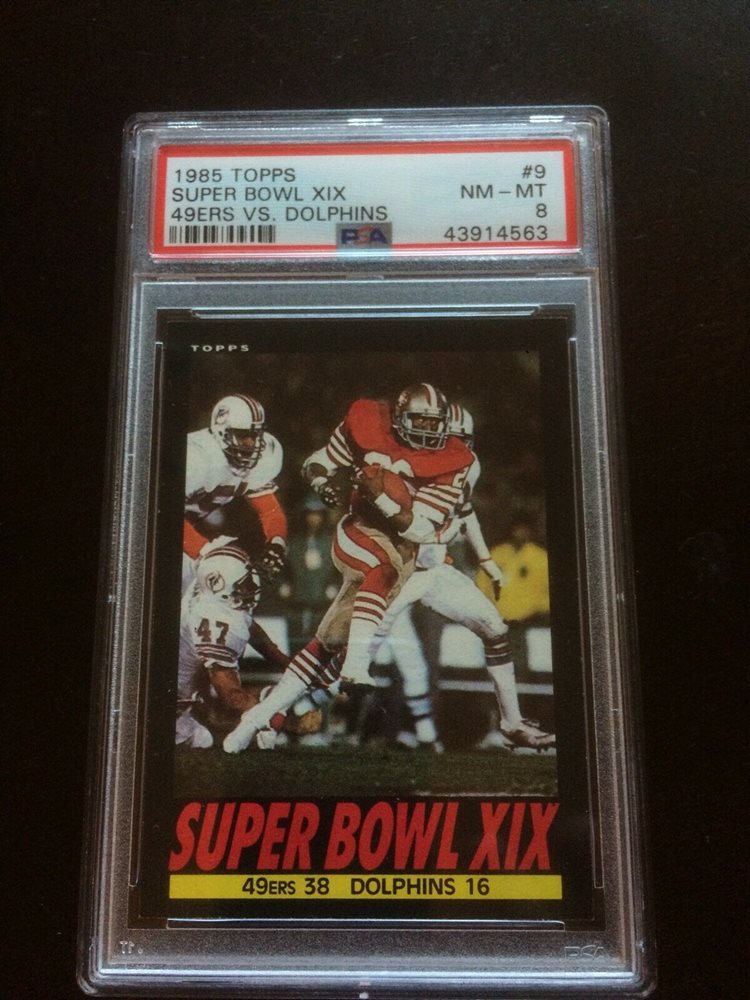 1985 TOPPS #9
SUPER BOWL XIX NM - MT
49ERS VS. DOLPHINS 8
PSA 43914563
TOPPS
47
SUPER BOWL XIX
49ERS 38 DOLPHINS 16
PSA